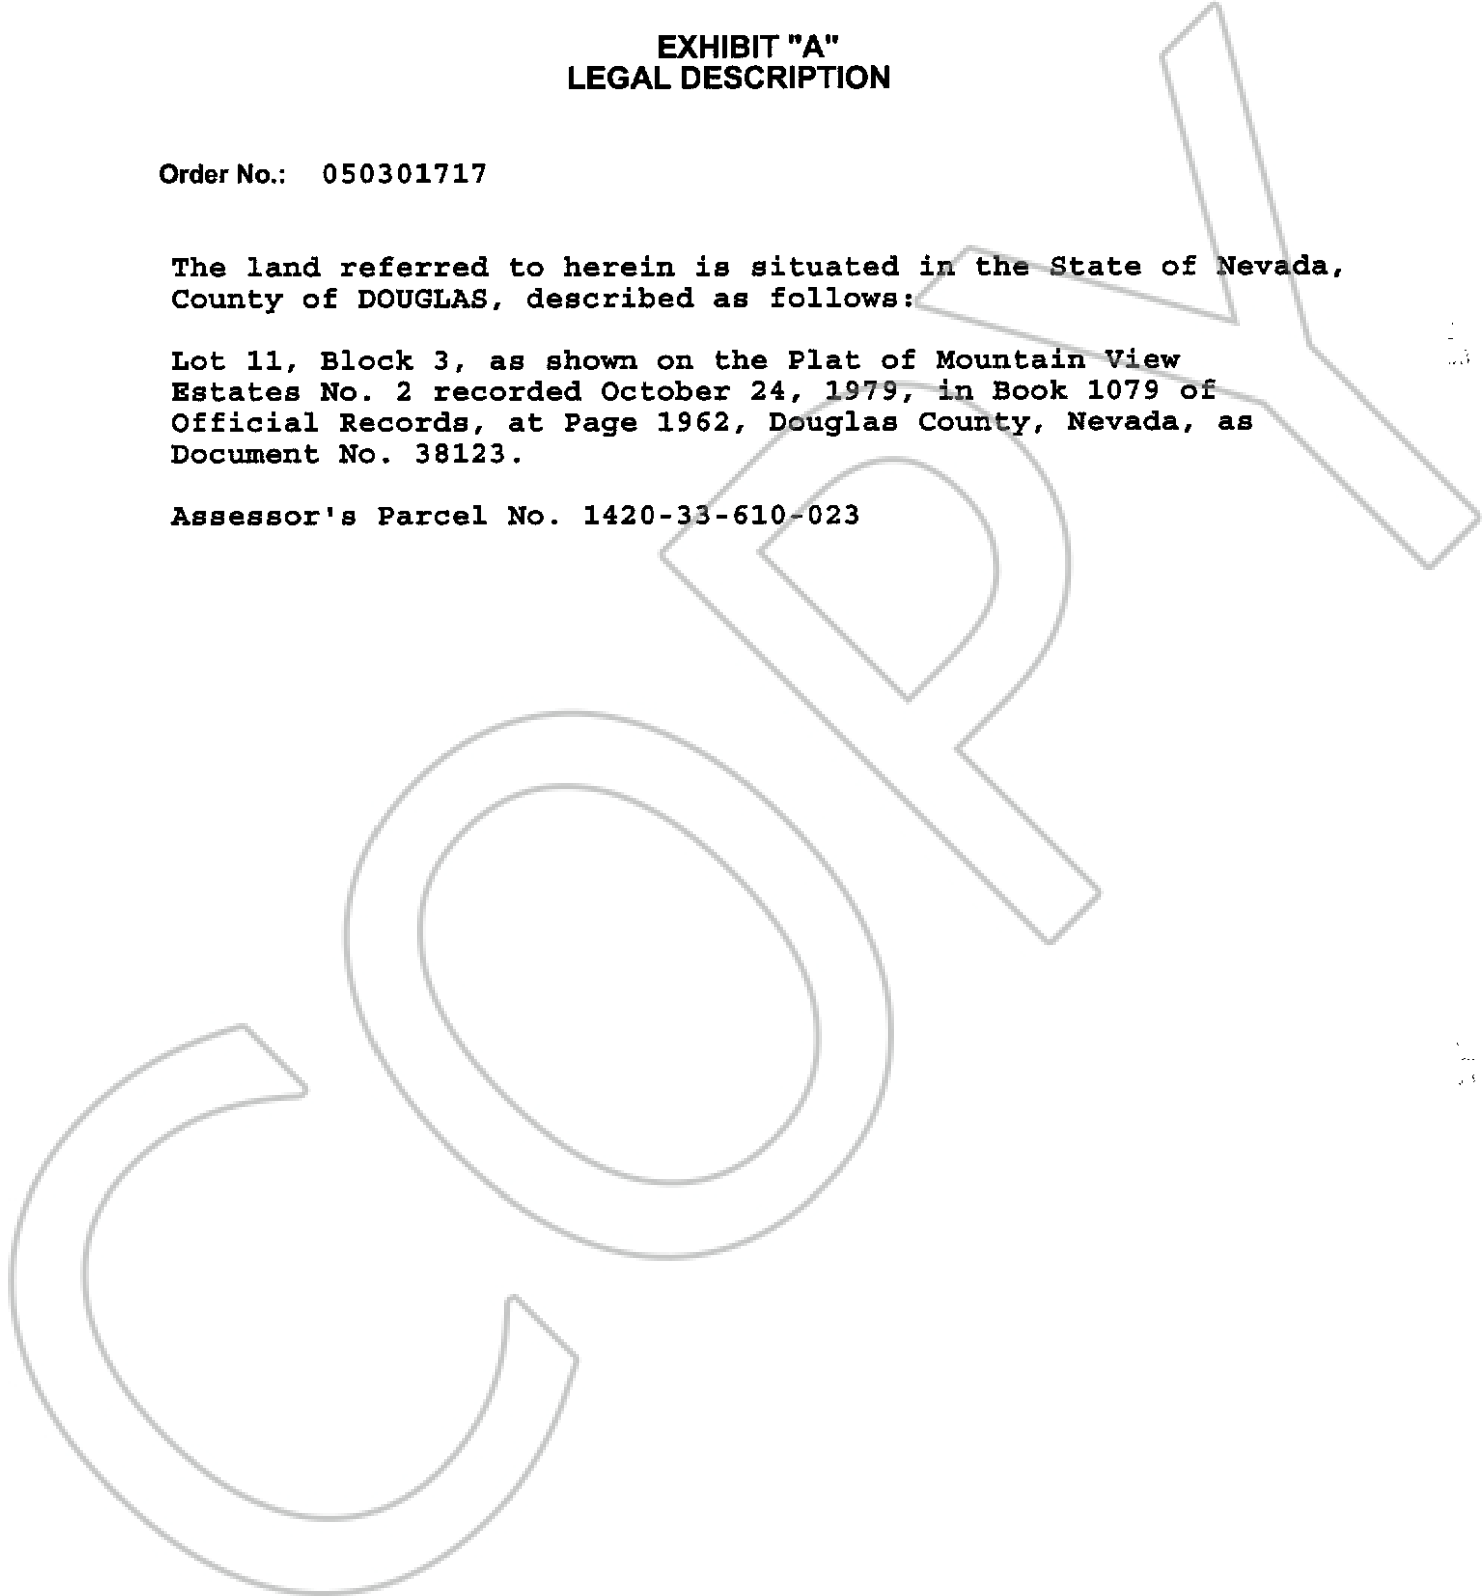 EXHIBIT "A"
LEGAL DESCRIPTION
Order No.: 050301717
The land referred to herein is situated in the State of Nevada,
County of DOUGLAS, described as follows:
Lot 11, Block 3, as shown on the Plat of Mountain View
Estates No. 2 recorded October 24, 1979, in Book 1079 of
Official Records, at Page 1962, Douglas County, Nevada, as
Document No. 38123.
Assessor's Parcel No. 1420-33-610-023
COPY